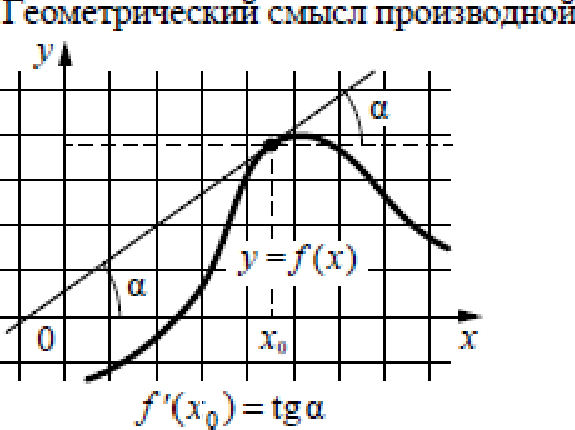 Геометрический смысл производной
y
α
y = f(x)
α
0
x₀
x
f'(x₀) = tg α